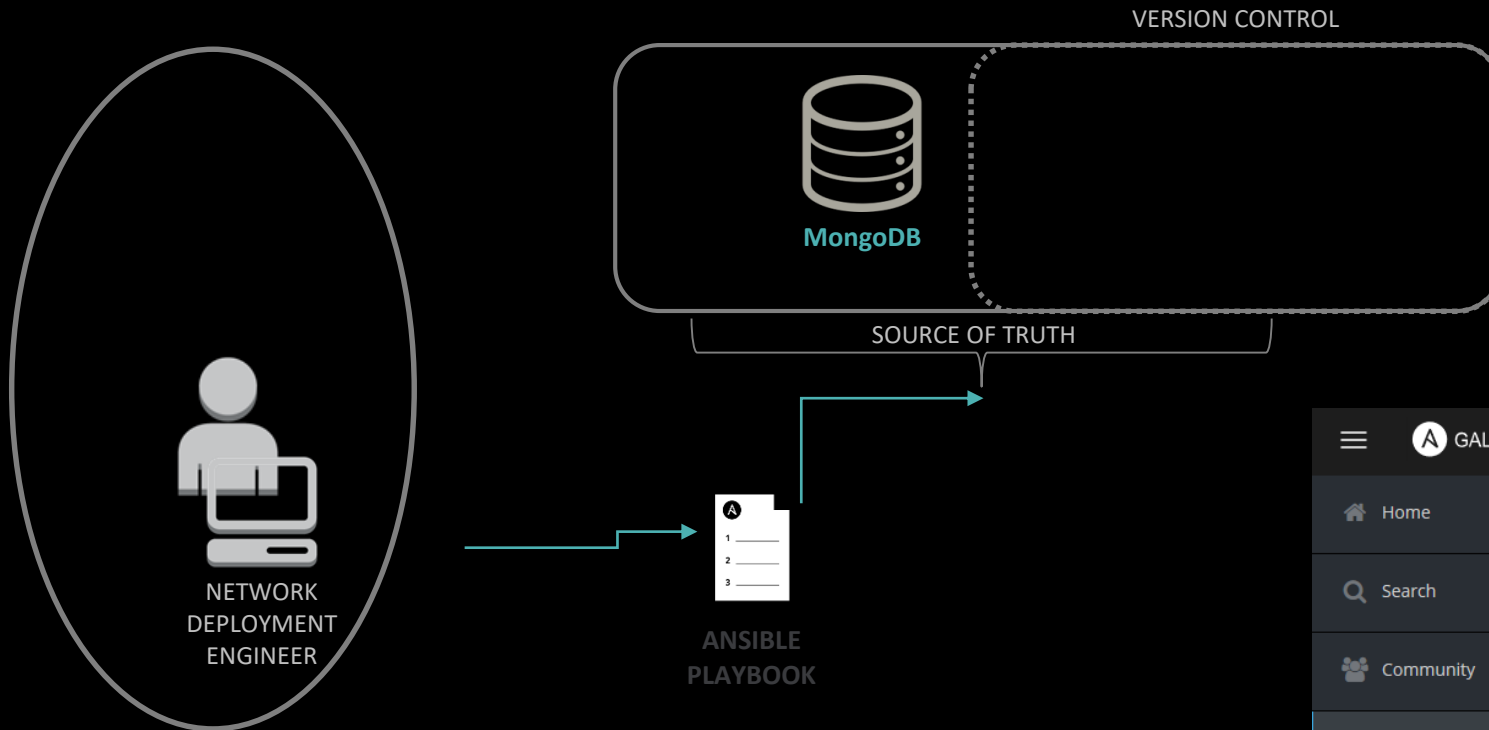 VERSION CONTROL
MongoDB
SOURCE OF TRUTH
NETWORK
DEPLOYMENT
ENGINEER
A
1
2
3
ANSIBLE
PLAYBOOK
A GAL
Home
Search
Community